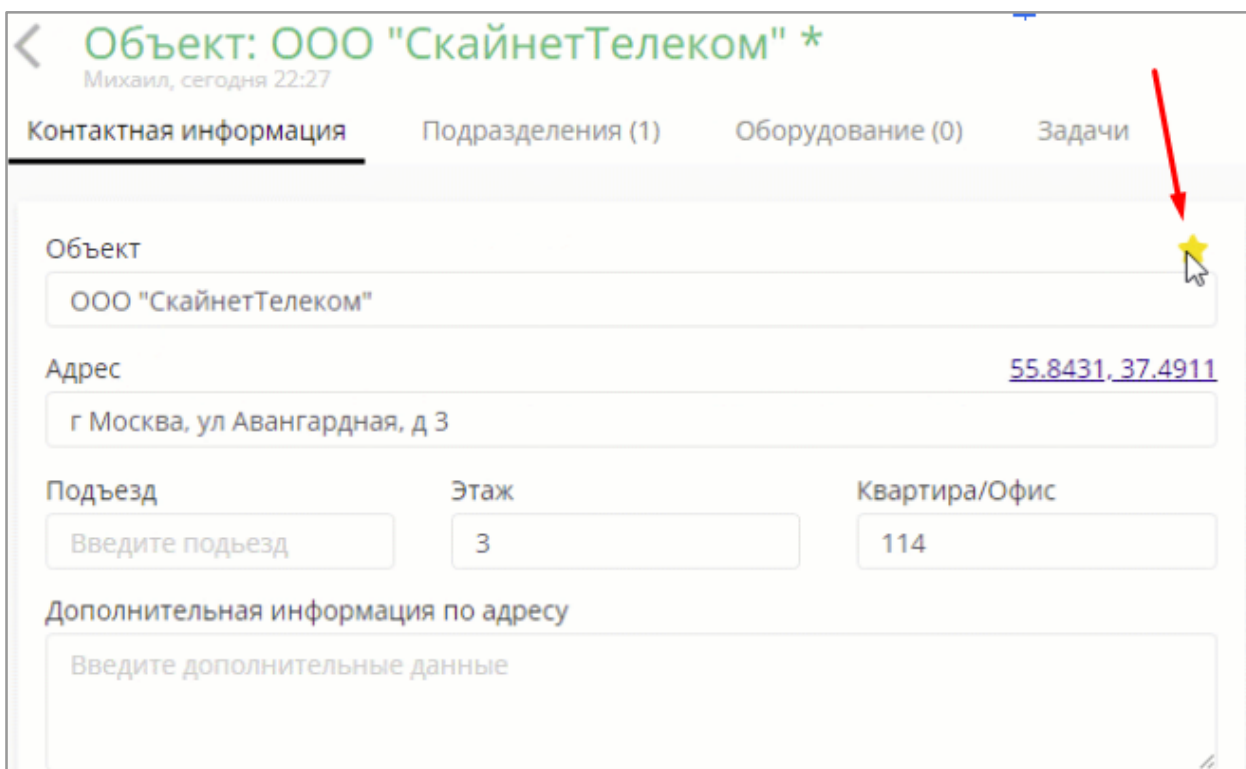 Объект: ООО "СкайнетТелеком" *
Михаил, сегодня 22:27
Контактная информация Подразделения (1) Оборудование (0) Задачи
Объект
ООО "СкайнетТелеком"
Адрес 55.8431, 37.4911
г Москва, ул Авангардная, д 3
Подъезд Этаж Квартира/Офис
Введите подьезд 3 114
Дополнительная информация по адресу
Введите дополнительные данные